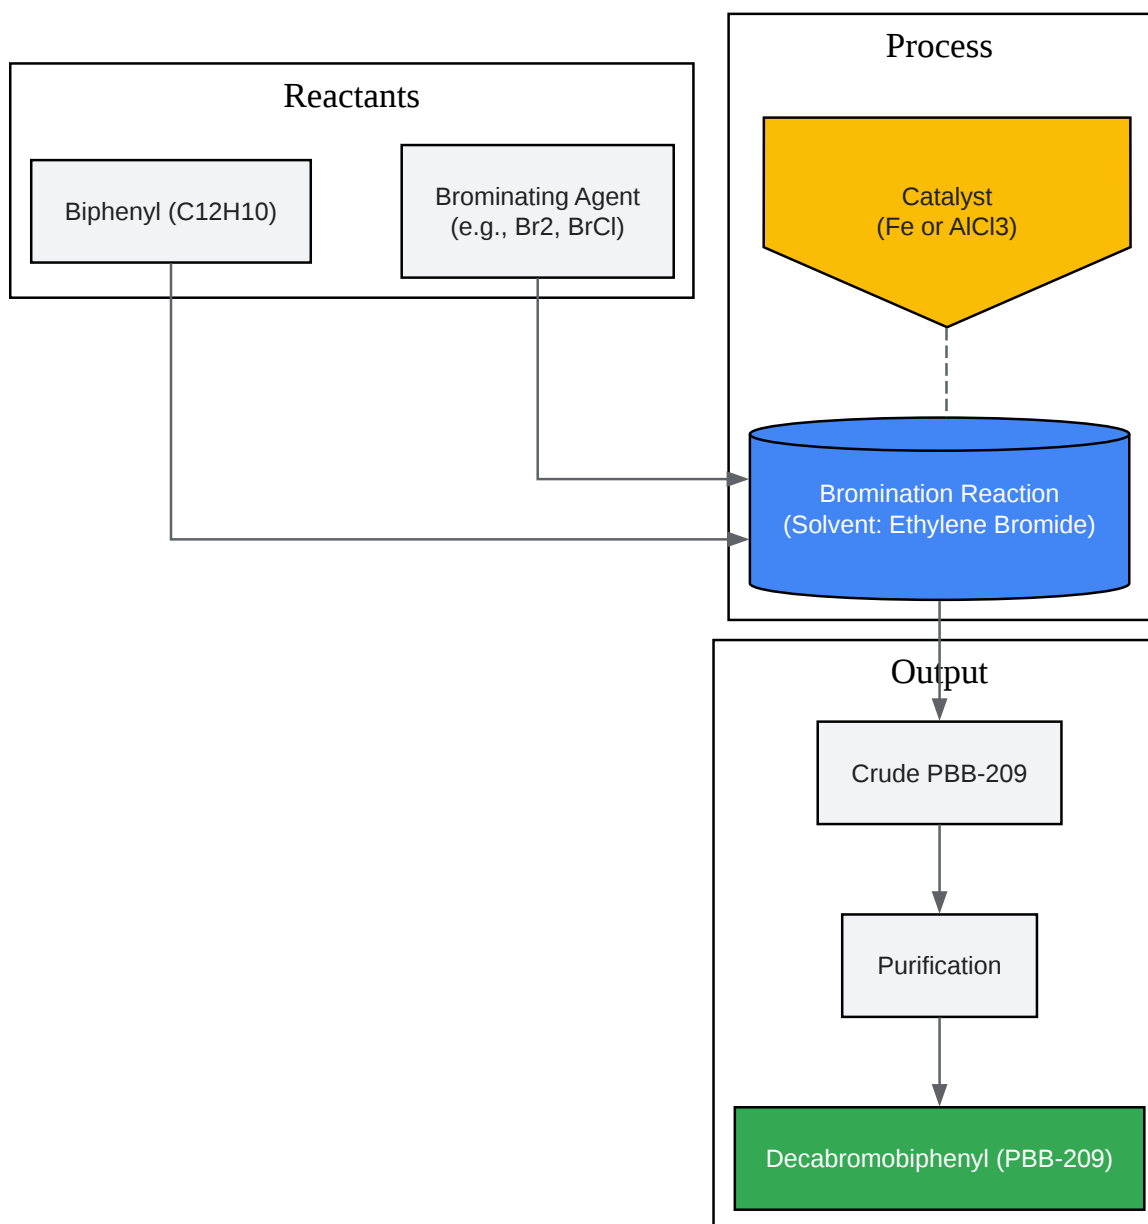 Reactants
Biphenyl (C12H10)
Brominating Agent
(e.g., Br2, BrCl)
Process
Catalyst
(Fe or AlCl3)
Bromination Reaction
(Solvent: Ethylene Bromide)
Output
Crude PBB-209
Purification
Decabromobiphenyl (PBB-209)